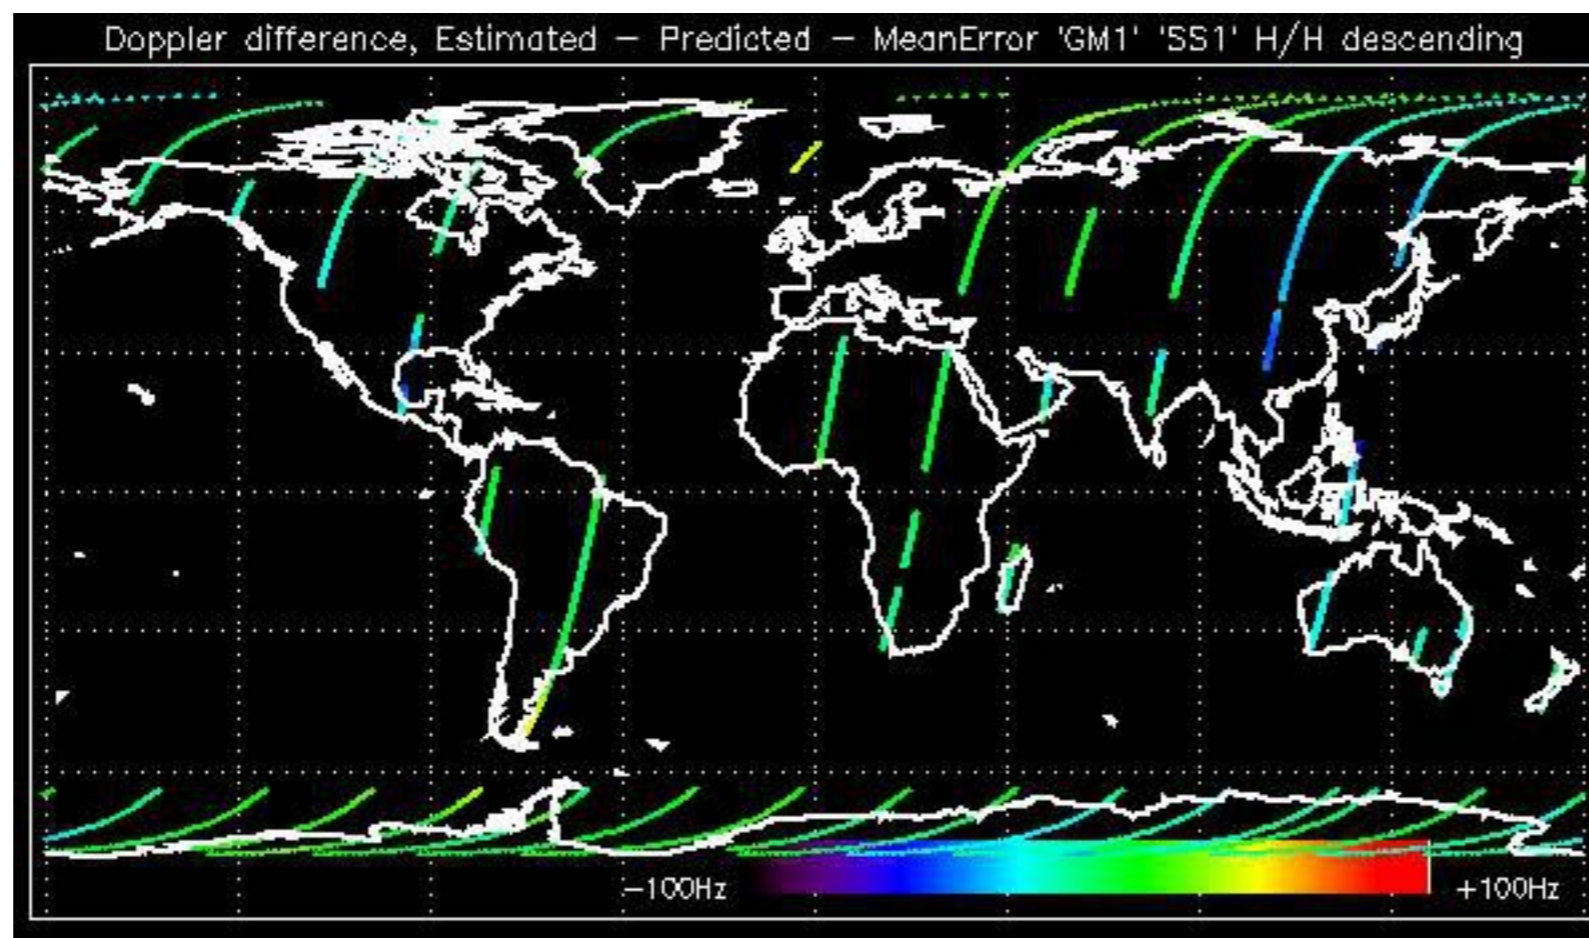 Doppler difference, Estimated – Predicted – MeanError 'GM1' 'SS1' H/H descending
–100Hz
+100Hz